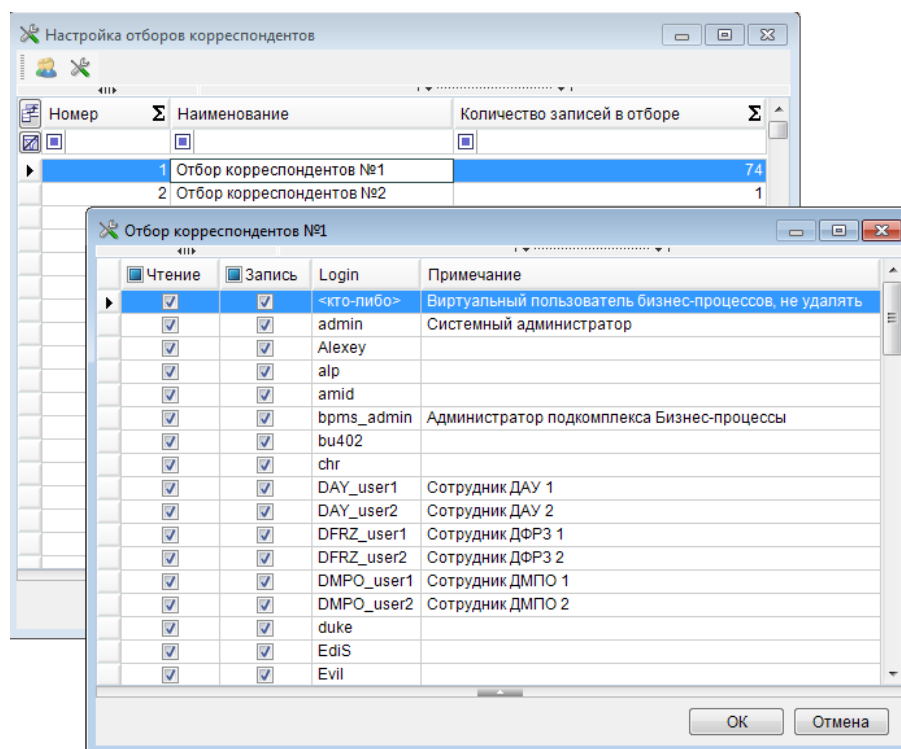 Настройка отборов корреспондентов
Номер Σ Наименование Количество записей в отборе Σ
1 Отбор корреспондентов №1 74
2 Отбор корреспондентов №2 1
Отбор корреспондентов №1
Чтение Запись Login Примечание
<кто-либо> Виртуальный пользователь бизнес-процессов, не удалять
admin Системный администратор
Alexey
alp
amid
bpms_admin Администратор подкомплекса Бизнес-процессы
bu402
chr
DAY_user1 Сотрудник ДАУ 1
DAY_user2 Сотрудник ДАУ 2
DFRZ_user1 Сотрудник ДФРЗ 1
DFRZ_user2 Сотрудник ДФРЗ 2
DMPO_user1 Сотрудник ДМПО 1
DMPO_user2 Сотрудник ДМПО 2
duke
EdiS
Evil
ОК Отмена